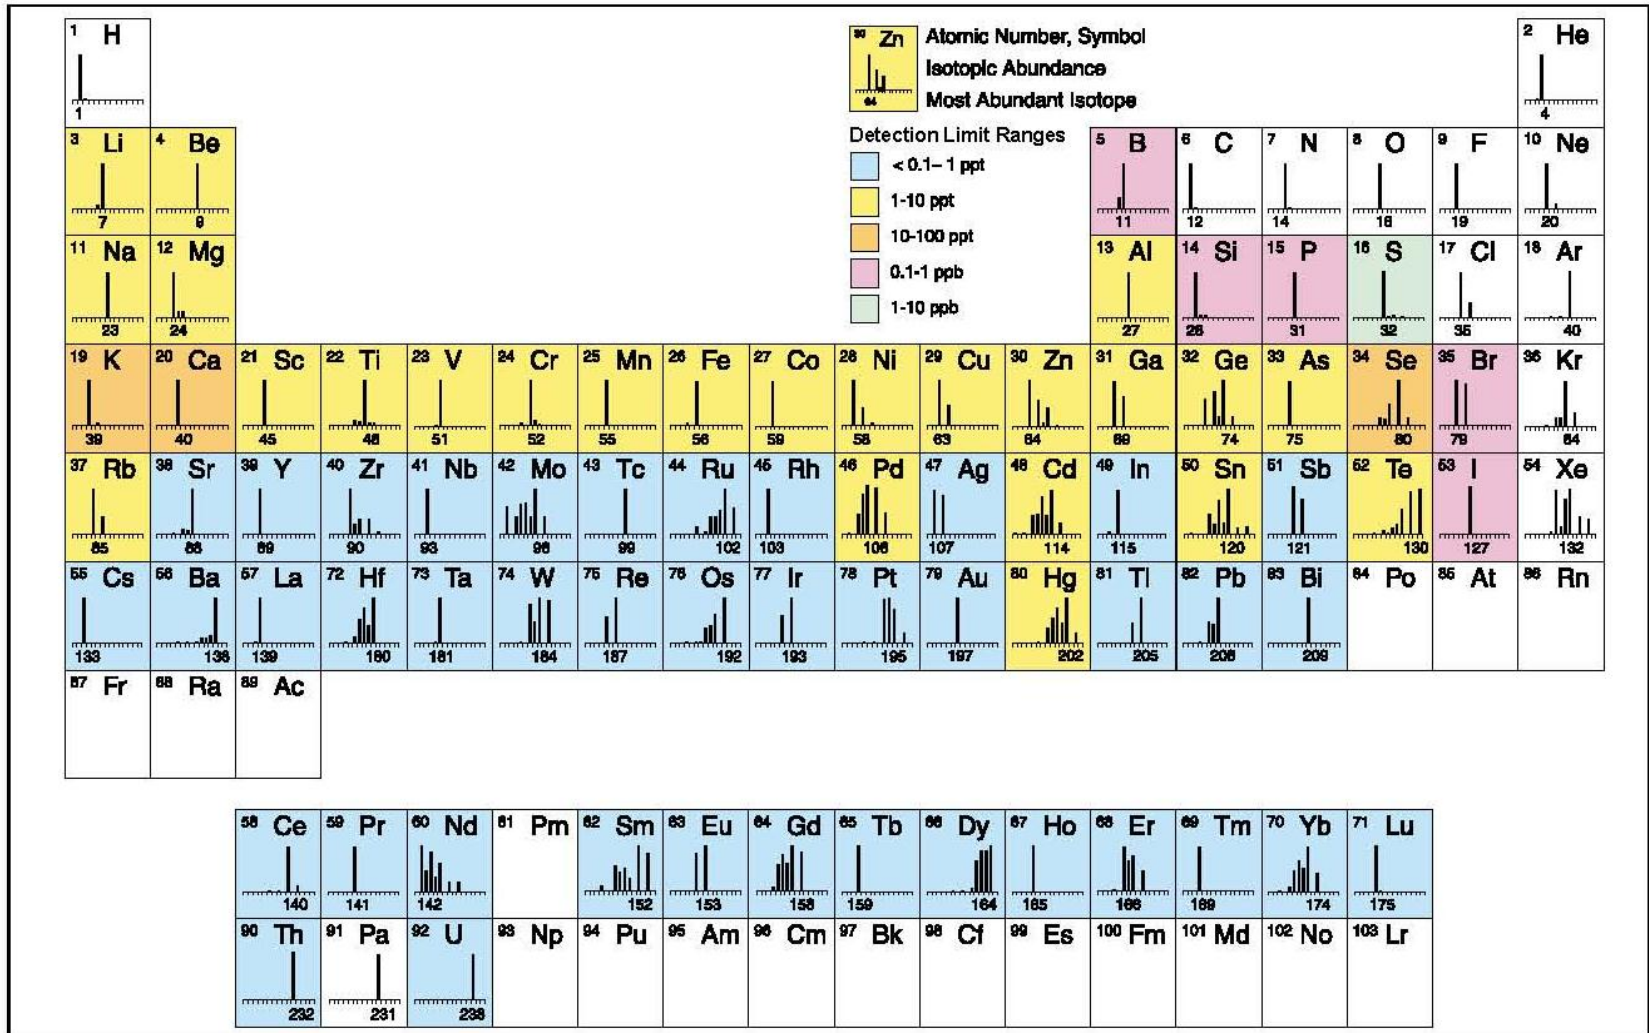 1 H
30 Zn Atomic Number, Symbol
2 He
Isotopic Abundance
64 Most Abundant Isotope
1 4
Detection Limit Ranges
< 0.1–1 ppt
1-10 ppt
10-100 ppt
0.1-1 ppb
1-10 ppb
3 Li 4 Be 5 B 6 C 7 N 8 O 9 F 10 Ne
7 9 11 12 14 16 19 20
11 Na 12 Mg 13 Al 14 Si 15 P 16 S 17 Cl 18 Ar
23 24 27 28 31 32 35 40
19 K 20 Ca 21 Sc 22 Ti 23 V 24 Cr 25 Mn 26 Fe 27 Co 28 Ni 29 Cu 30 Zn 31 Ga 32 Ge 33 As 34 Se 35 Br 36 Kr
39 40 45 48 51 52 55 56 59 58 63 64 69 74 75 80 79 84
37 Rb 38 Sr 39 Y 40 Zr 41 Nb 42 Mo 43 Tc 44 Ru 45 Rh 46 Pd 47 Ag 48 Cd 49 In 50 Sn 51 Sb 52 Te 53 I 54 Xe
85 88 89 90 93 98 99 102 103 106 107 114 115 120 121 130 127 132
55 Cs 56 Ba 57 La 72 Hf 73 Ta 74 W 75 Re 76 Os 77 Ir 78 Pt 79 Au 80 Hg 81 Tl 82 Pb 83 Bi 84 Po 85 At 86 Rn
133 138 139 180 181 184 187 192 193 195 197 202 205 208 209
87 Fr 88 Ra 89 Ac
58 Ce 59 Pr 60 Nd 61 Pm 62 Sm 63 Eu 64 Gd 65 Tb 66 Dy 67 Ho 68 Er 69 Tm 70 Yb 71 Lu
140 141 142 152 153 158 159 164 165 166 169 174 175
90 Th 91 Pa 92 U 93 Np 94 Pu 95 Am 96 Cm 97 Bk 98 Cf 99 Es 100 Fm 101 Md 102 No 103 Lr
232 231 238